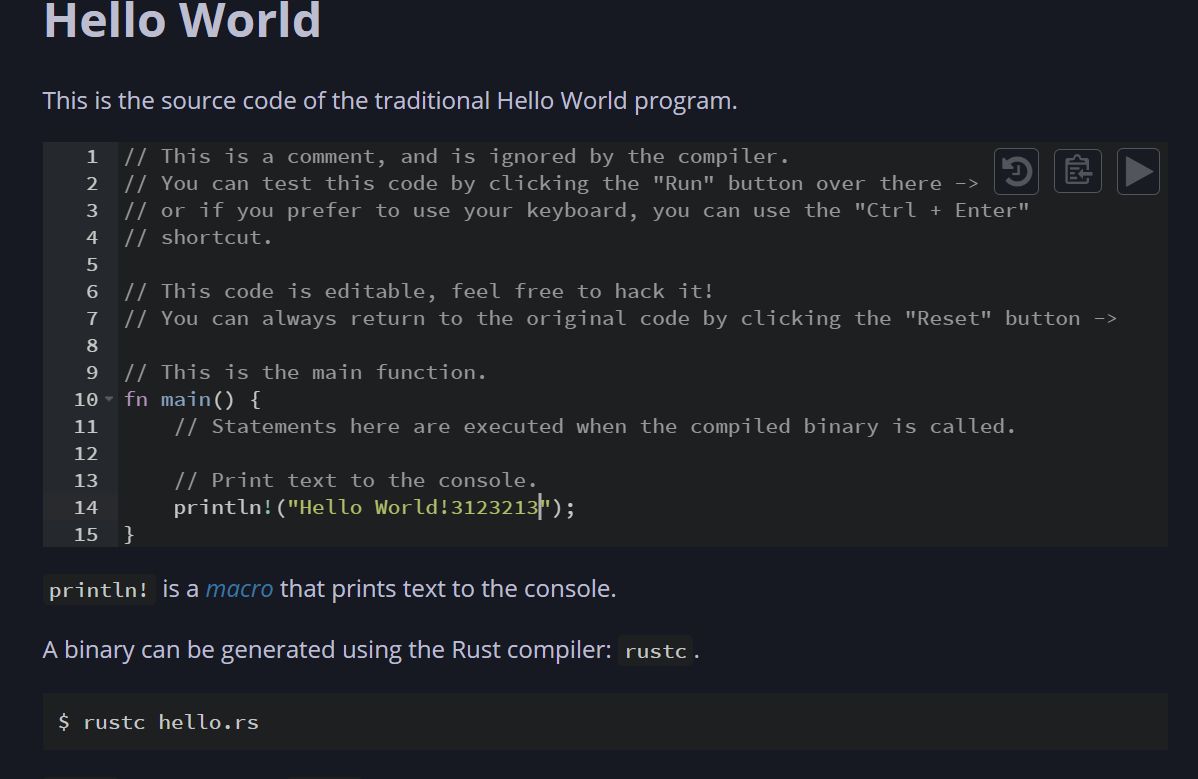 Hello World
This is the source code of the traditional Hello World program.
1 // This is a comment, and is ignored by the compiler.
2 // You can test this code by clicking the "Run" button over there ->
3 // or if you prefer to use your keyboard, you can use the "Ctrl + Enter"
4 // shortcut.
5
6 // This code is editable, feel free to hack it!
7 // You can always return to the original code by clicking the "Reset" button ->
8
9 // This is the main function.
10 fn main() {
11     // Statements here are executed when the compiled binary is called.
12
13     // Print text to the console.
14     println!("Hello World!3123213");
15 }
println! is a macro that prints text to the console.
A binary can be generated using the Rust compiler: rustc.
$ rustc hello.rs